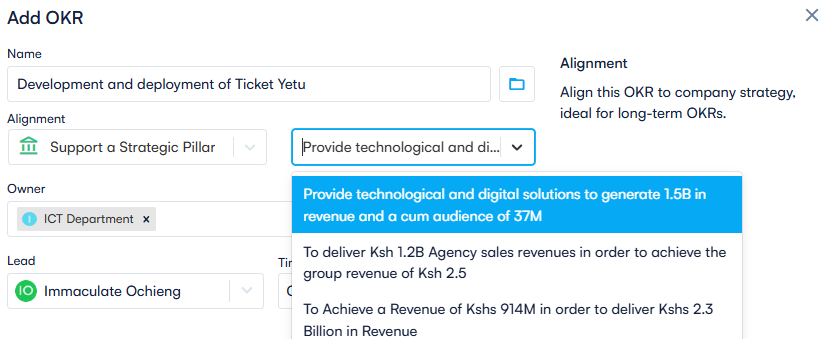 Add OKR
Name
Development and deployment of Ticket Yetu
Alignment
Align this OKR to company strategy,
ideal for long-term OKRs.
Alignment
Support a Strategic Pillar
Provide technological and di...
Provide technological and digital solutions to generate 1.5B in
revenue and a cum audience of 37M
To deliver Ksh 1.2B Agency sales revenues in order to achieve the
group revenue of Ksh 2.5
To Achieve a Revenue of Kshs 914M in order to deliver Kshs 2.3
Billion in Revenue
Owner
I ICT Department ×
Lead
IO Immaculate Ochieng